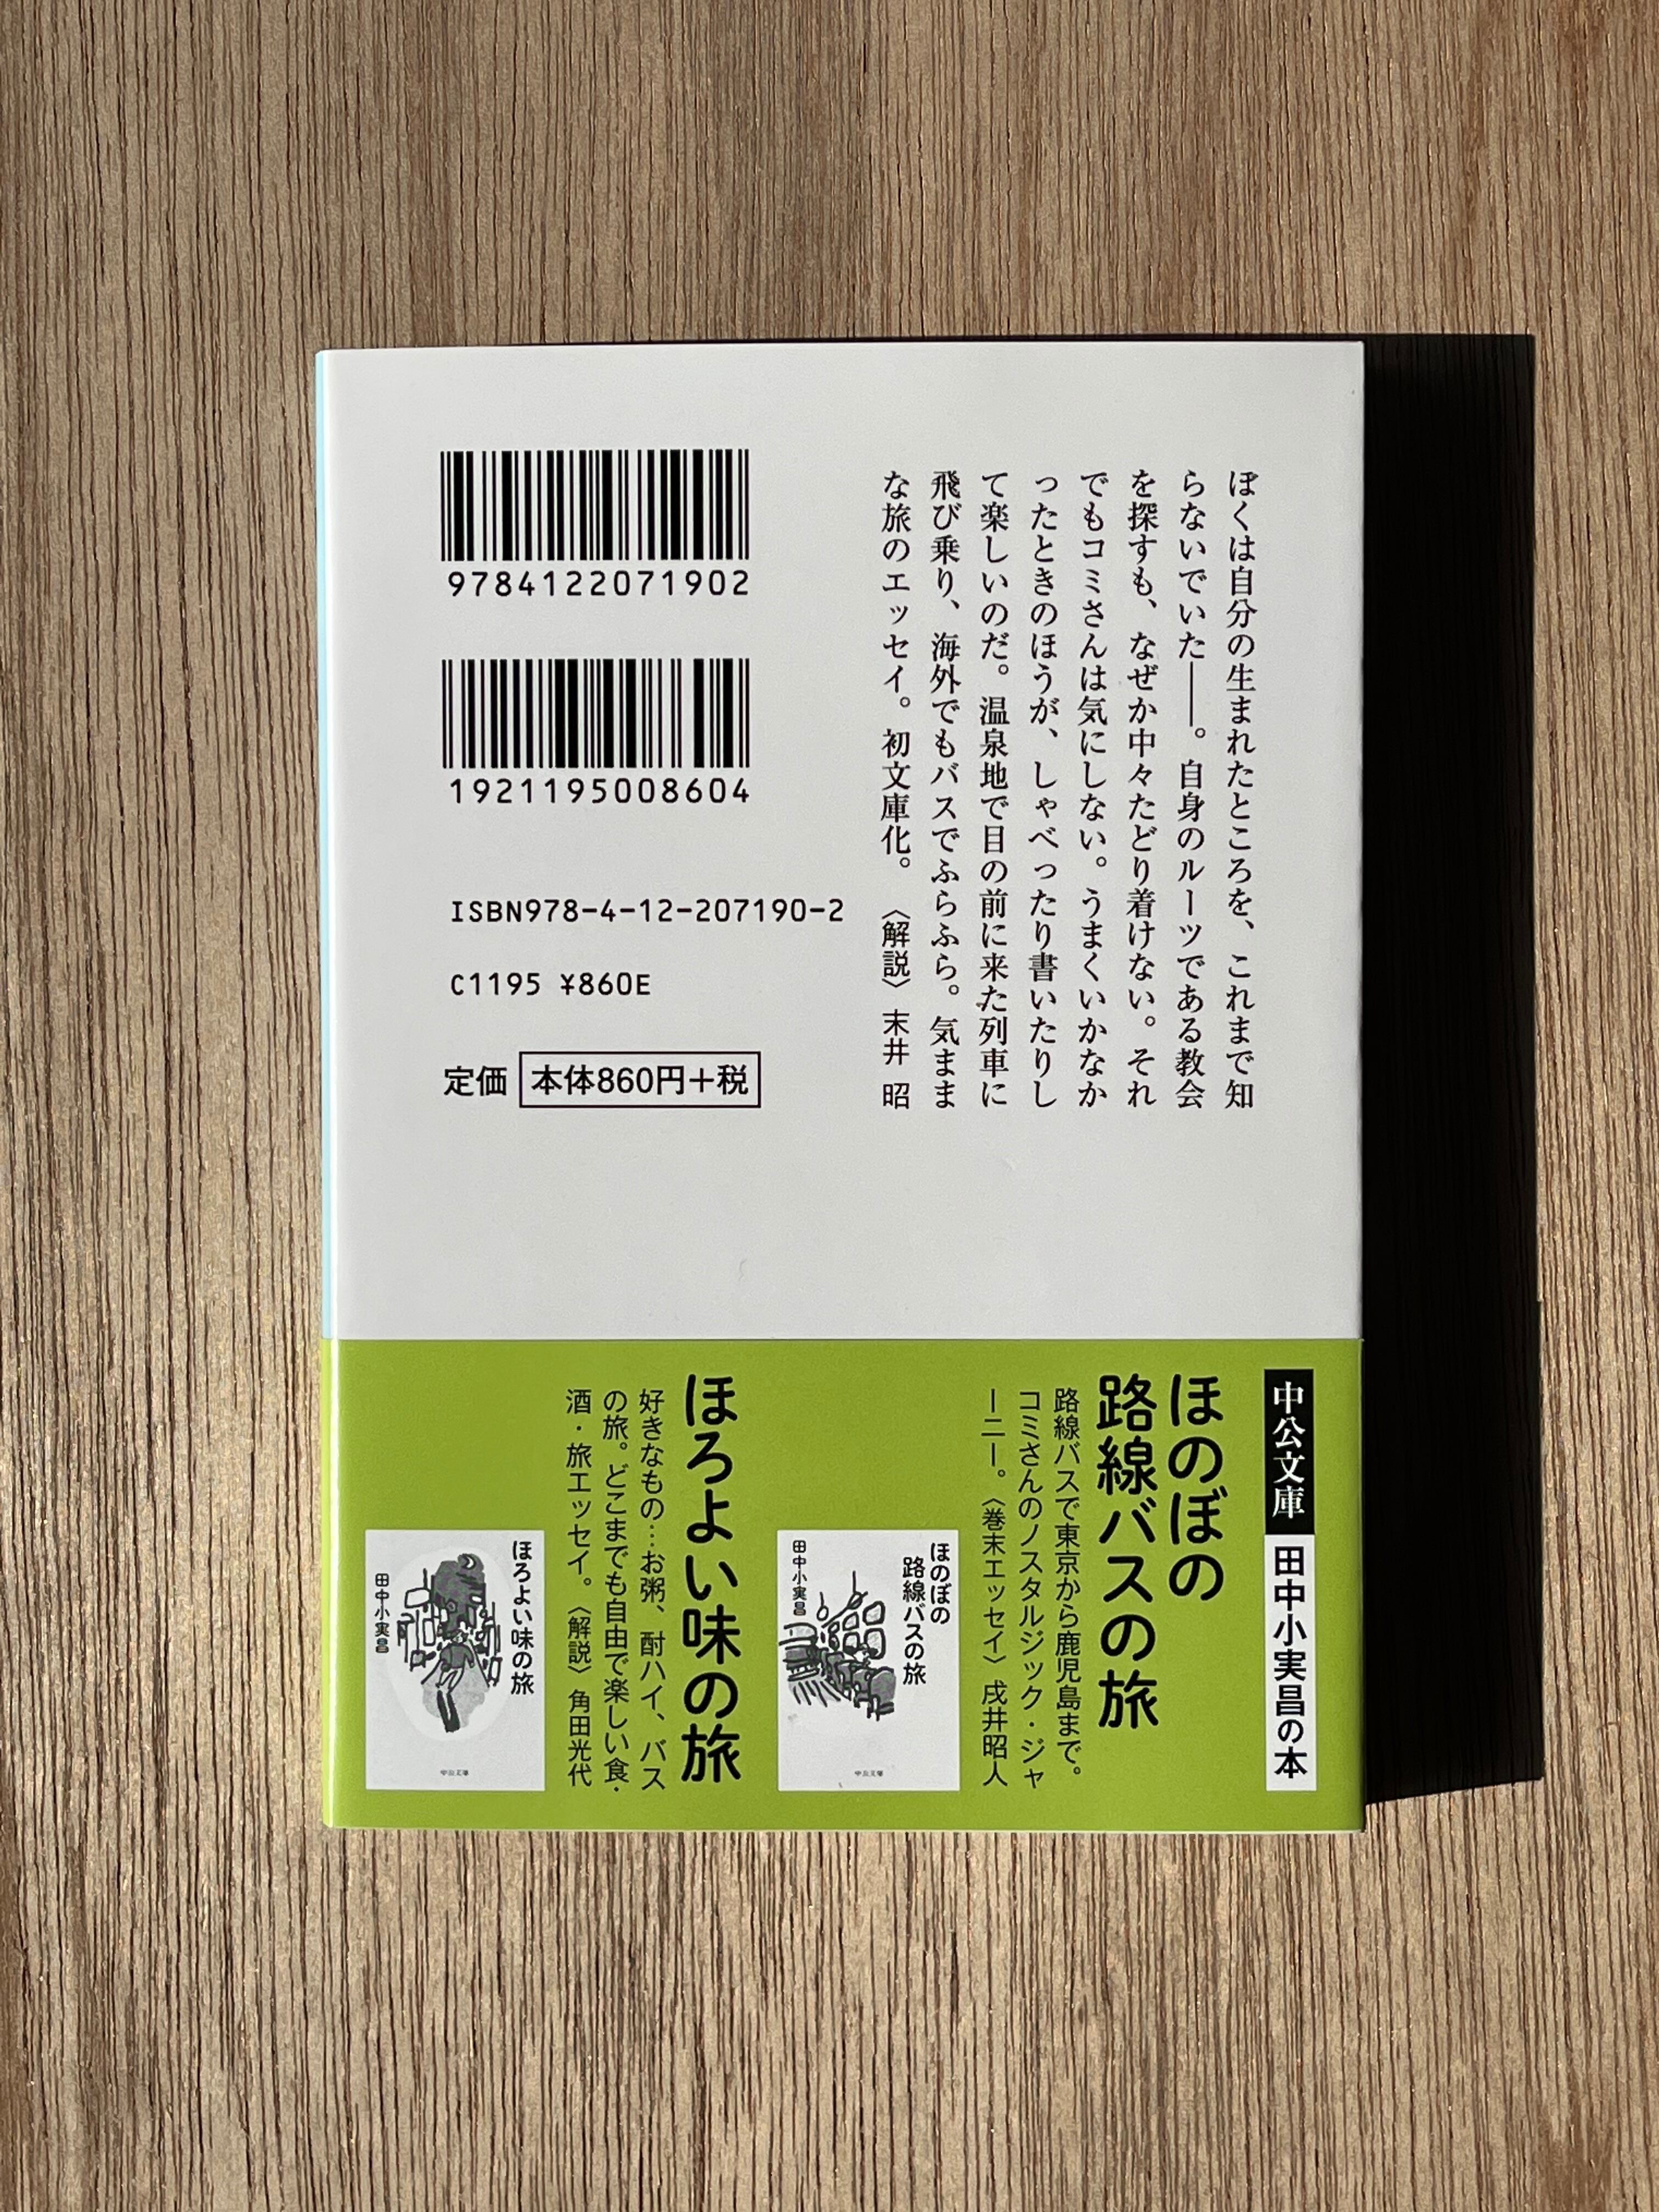 ぼくは自分の生まれたところを、これまで知
らないでいた――。自身のルーツである教会
を探すも、なぜか中々たどり着けない。それ
でもコミさんは気にしない。うまくいかなか
ったときのほうが、しゃべったり書いたりし
て楽しいのだ。温泉地で目の前に来た列車に
飛び乗り、海外でもバスでふらふら。気まま
な旅のエッセイ。初文庫化。〈解説〉末井 昭
9784122071902
1921195008604
ISBN978-4-12-207190-2
C1195 ¥860E
定価 本体860円+税
中公文庫 田中小実昌の本
ほのぼの
路線バスの旅
路線バスで東京から鹿児島まで。
コミさんのノスタルジック・ジャ
ーニー。〈巻末エッセイ〉戌井昭人
ほのぼの
路線バスの旅
田中小実昌
中公文庫
ほろよい味の旅
好きなもの…お粥、酎ハイ、バス
の旅。どこまでも自由で楽しい食・
酒・旅エッセイ。〈解説〉角田光代
ほろよい味の旅
田中小実昌
中公文庫